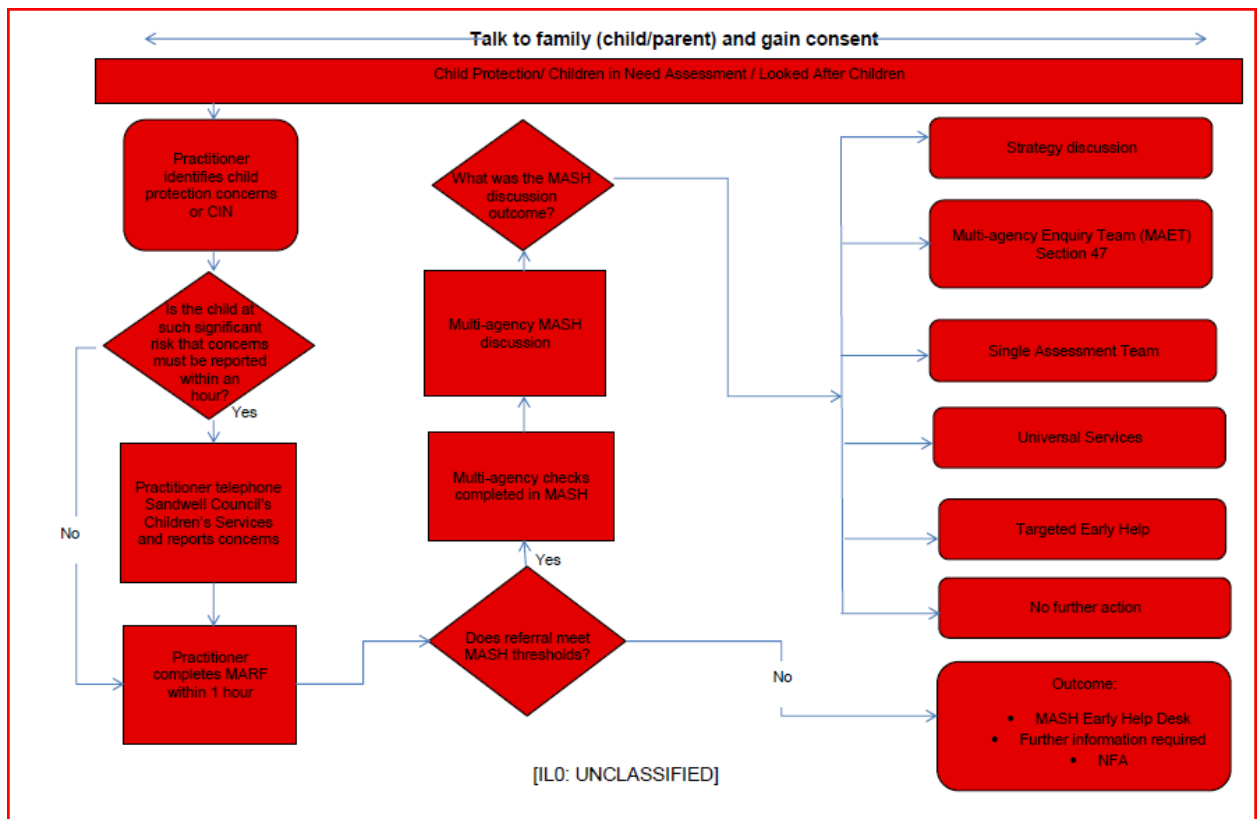 Talk to family (child/parent) and gain consent
Child Protection/ Children in Need Assessment / Looked After Children
Practitioner
identifies child
protection concerns
or CIN
Is the child at
such significant
risk that concerns
must be reported
within an
hour?
Yes
No
Practitioner telephone
Sandwell Council's
Children's Services
and reports concerns
Practitioner
completes MARF
within 1 hour
What was the MASH
discussion
outcome?
Multi-agency MASH
discussion
Multi-agency checks
completed in MASH
Yes
Does referral meet
MASH thresholds?
No
Strategy discussion
Multi-agency Enquiry Team (MAET)
Section 47
Single Assessment Team
Universal Services
Targeted Early Help
No further action
Outcome:
• MASH Early Help Desk
• Further information required
• NFA
[IL0: UNCLASSIFIED]